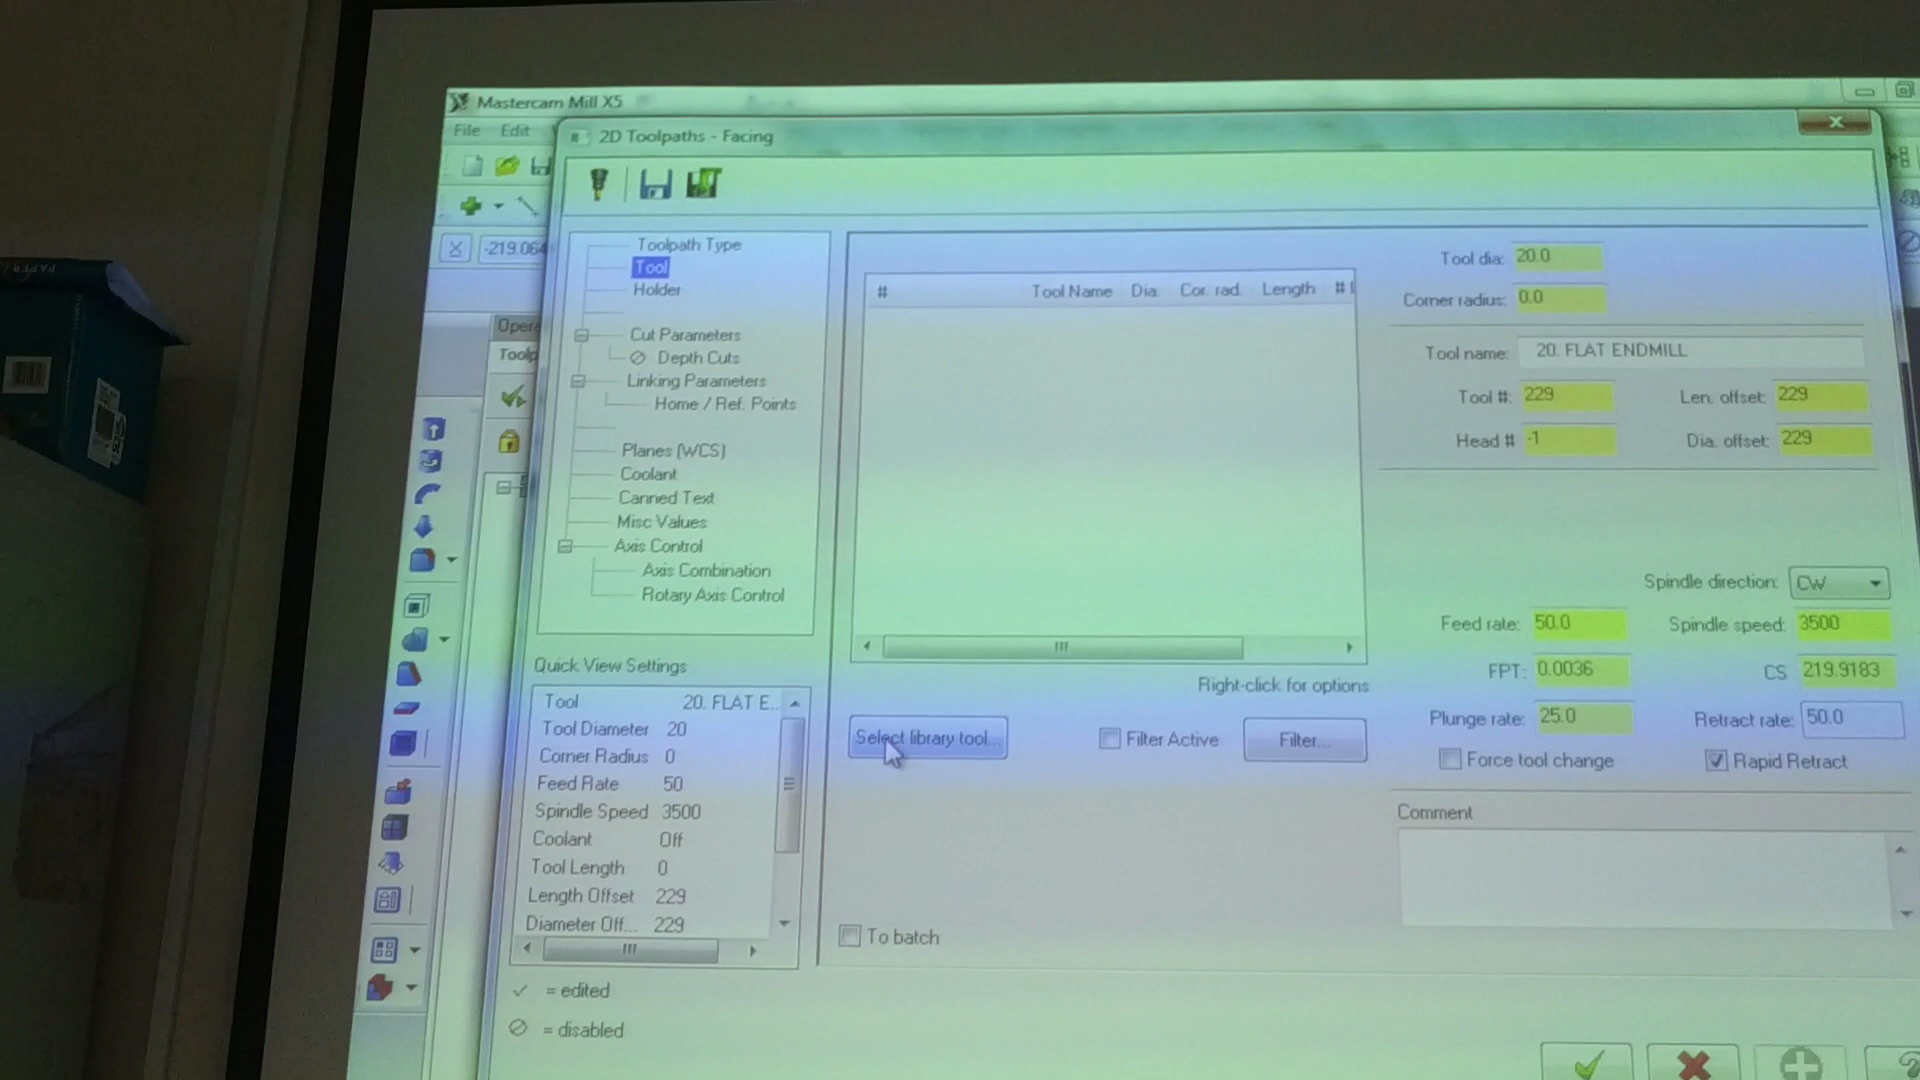 Mastercam Mill X5
File Edit
2D Toolpaths - Facing
-219.064
Toolpath Type
Tool
Holder
Cut Parameters
Depth Cuts
Linking Parameters
Home / Ref. Points
Planes (WCS)
Coolant
Canned Text
Misc Values
Axis Control
Axis Combination
Rotary Axis Control
# Tool Name Dia. Cor. rad. Length #
Tool dia: 20.0
Corner radius: 0.0
Tool name: 20. FLAT ENDMILL
Tool #: 229 Len. offset: 229
Head # -1 Dia. offset: 229
Spindle direction: CW
Feed rate: 50.0 Spindle speed: 3500
FPT: 0.0036 CS 219.9183
Plunge rate: 25.0 Retract rate: 50.0
Force tool change Rapid Retract
Comment
Right-click for options
Select library tool... Filter Active Filter...
To batch
Quick View Settings
Tool 20. FLAT E...
Tool Diameter 20
Corner Radius 0
Feed Rate 50
Spindle Speed 3500
Coolant Off
Tool Length 0
Length Offset 229
Diameter Off... 229
= edited
= disabled
PAPER